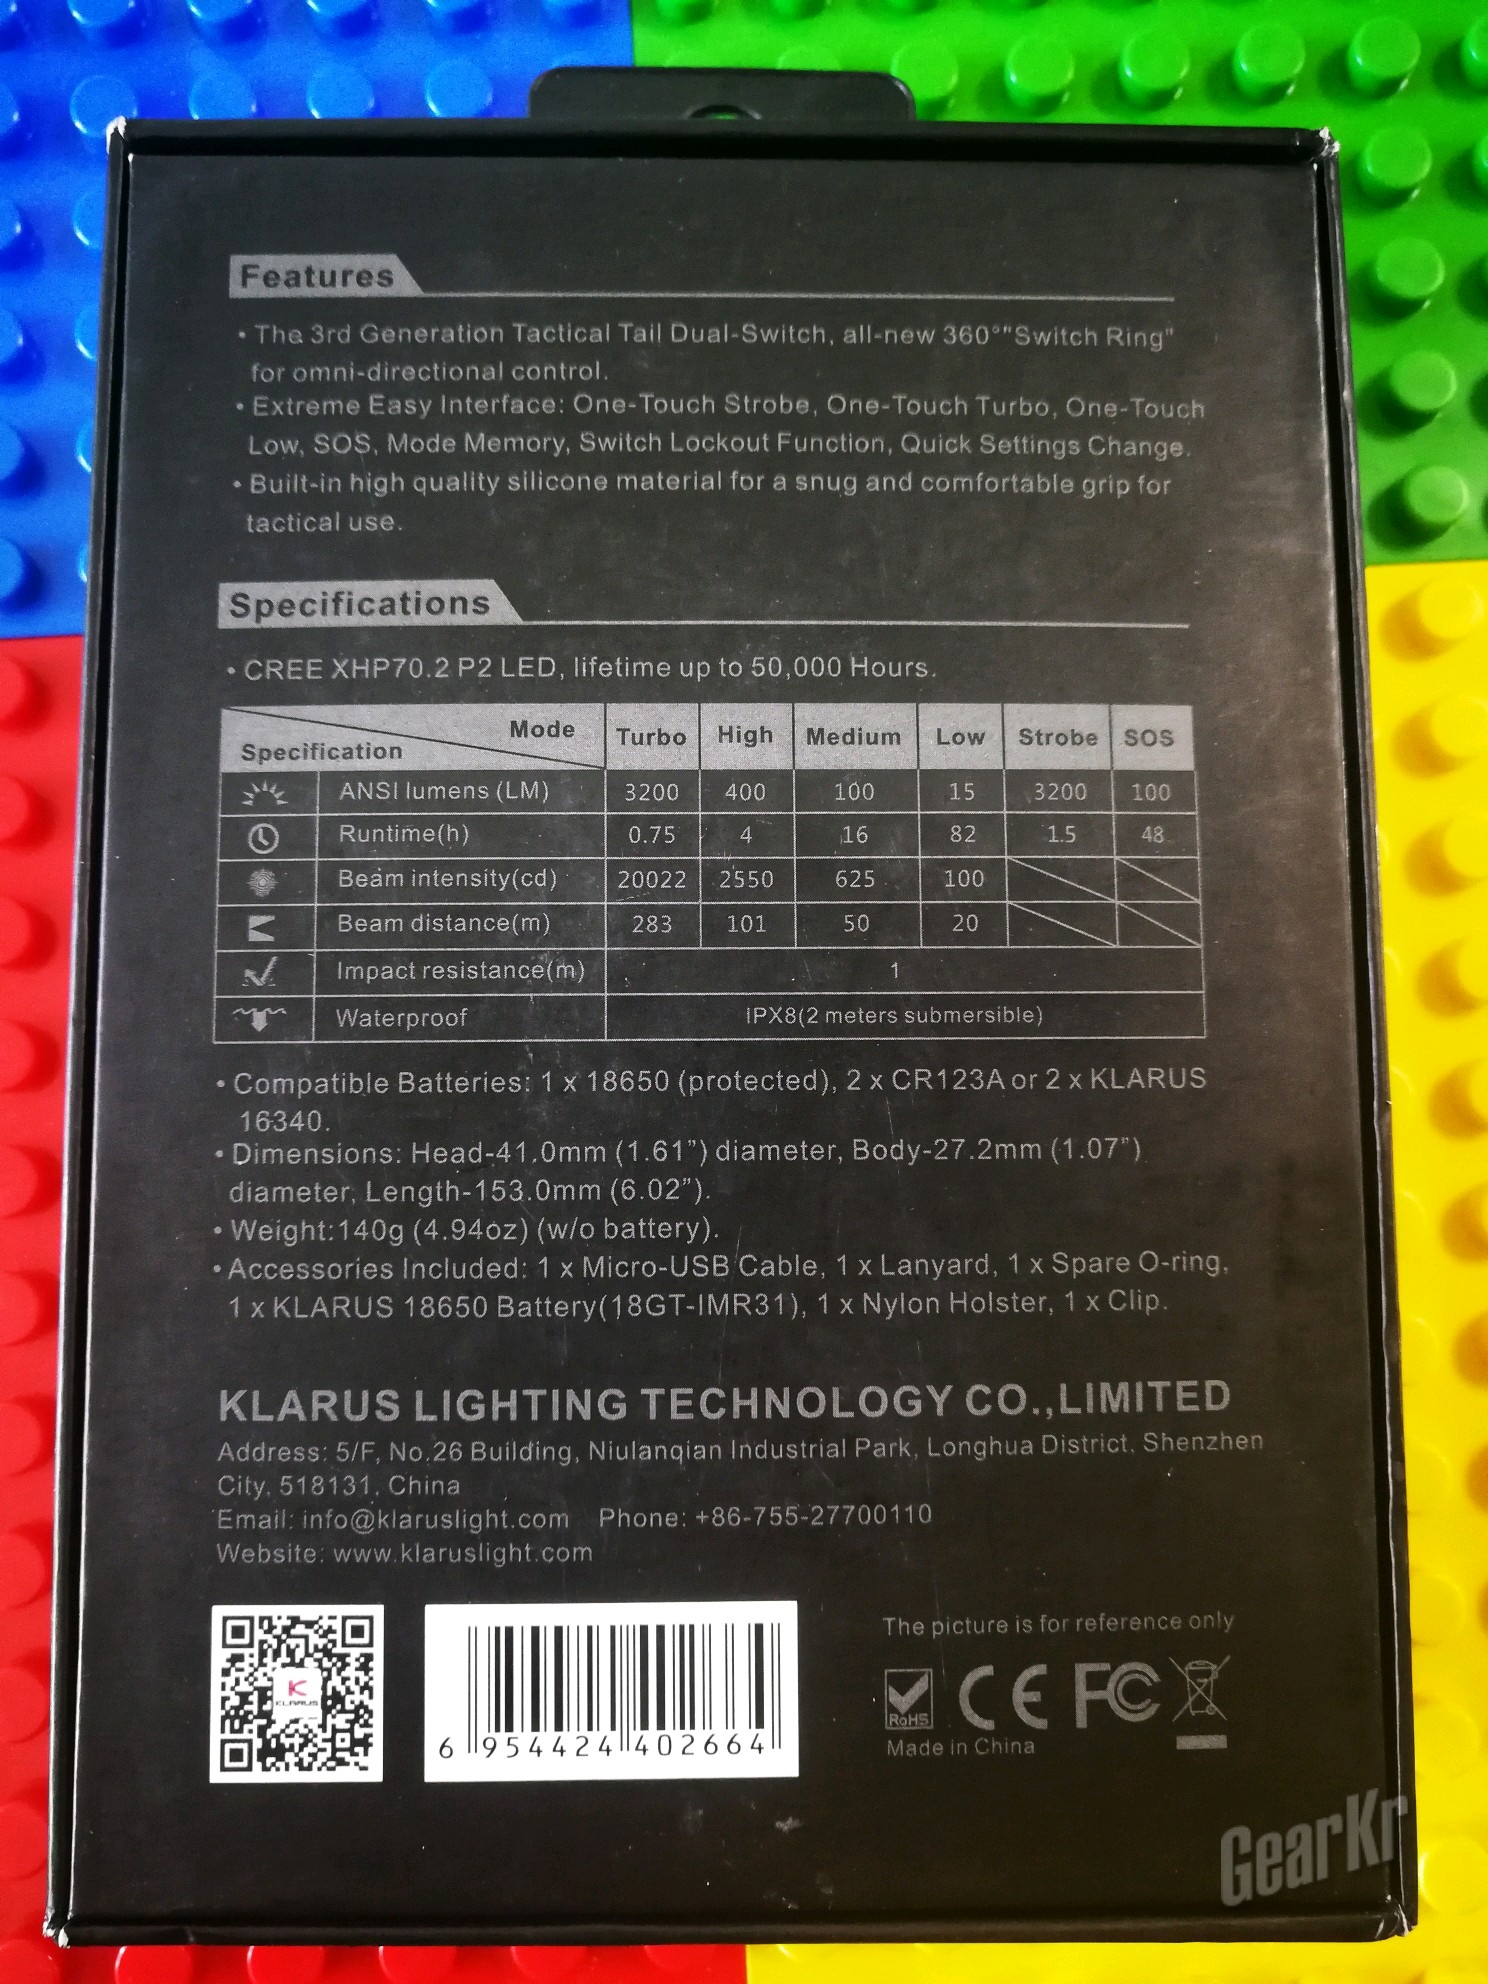 Features
• The 3rd Generation Tactical Tail Dual-Switch, all-new 360°"Switch Ring"
for omni-directional control.
• Extreme Easy Interface: One-Touch Strobe, One-Touch Turbo, One-Touch
Low, SOS, Mode Memory, Switch Lockout Function, Quick Settings Change.
• Built-in high quality silicone material for a snug and comfortable grip for
tactical use.
Specifications
• CREE XHP70.2 P2 LED, lifetime up to 50,000 Hours.
Specification Mode Turbo High Medium Low Strobe SOS
ANSI lumens (LM) 3200 400 100 15 3200 100
Runtime(h) 0.75 4 16 82 1.5 48
Beam intensity(cd) 20022 2550 625 100
Beam distance(m) 283 101 50 20
Impact resistance(m) 1
Waterproof IPX8(2 meters submersible)
• Compatible Batteries: 1 x 18650 (protected), 2 x CR123A or 2 x KLARUS
16340.
• Dimensions: Head-41.0mm (1.61") diameter, Body-27.2mm (1.07")
diameter, Length-153.0mm (6.02").
• Weight:140g (4.94oz) (w/o battery).
• Accessories Included: 1 x Micro-USB Cable, 1 x Lanyard, 1 x Spare O-ring,
1 x KLARUS 18650 Battery(18GT-IMR31), 1 x Nylon Holster, 1 x Clip.
KLARUS LIGHTING TECHNOLOGY CO.,LIMITED
Address: 5/F, No.26 Building, Niulanqian Industrial Park, Longhua District, Shenzhen
City, 518131, China
Email: info@klaruslight.com Phone: +86-755-27700110
Website: www.klaruslight.com
K
KLARUS
6 954424 402664
The picture is for reference only
RoHS CE FC
Made in China
GearKr